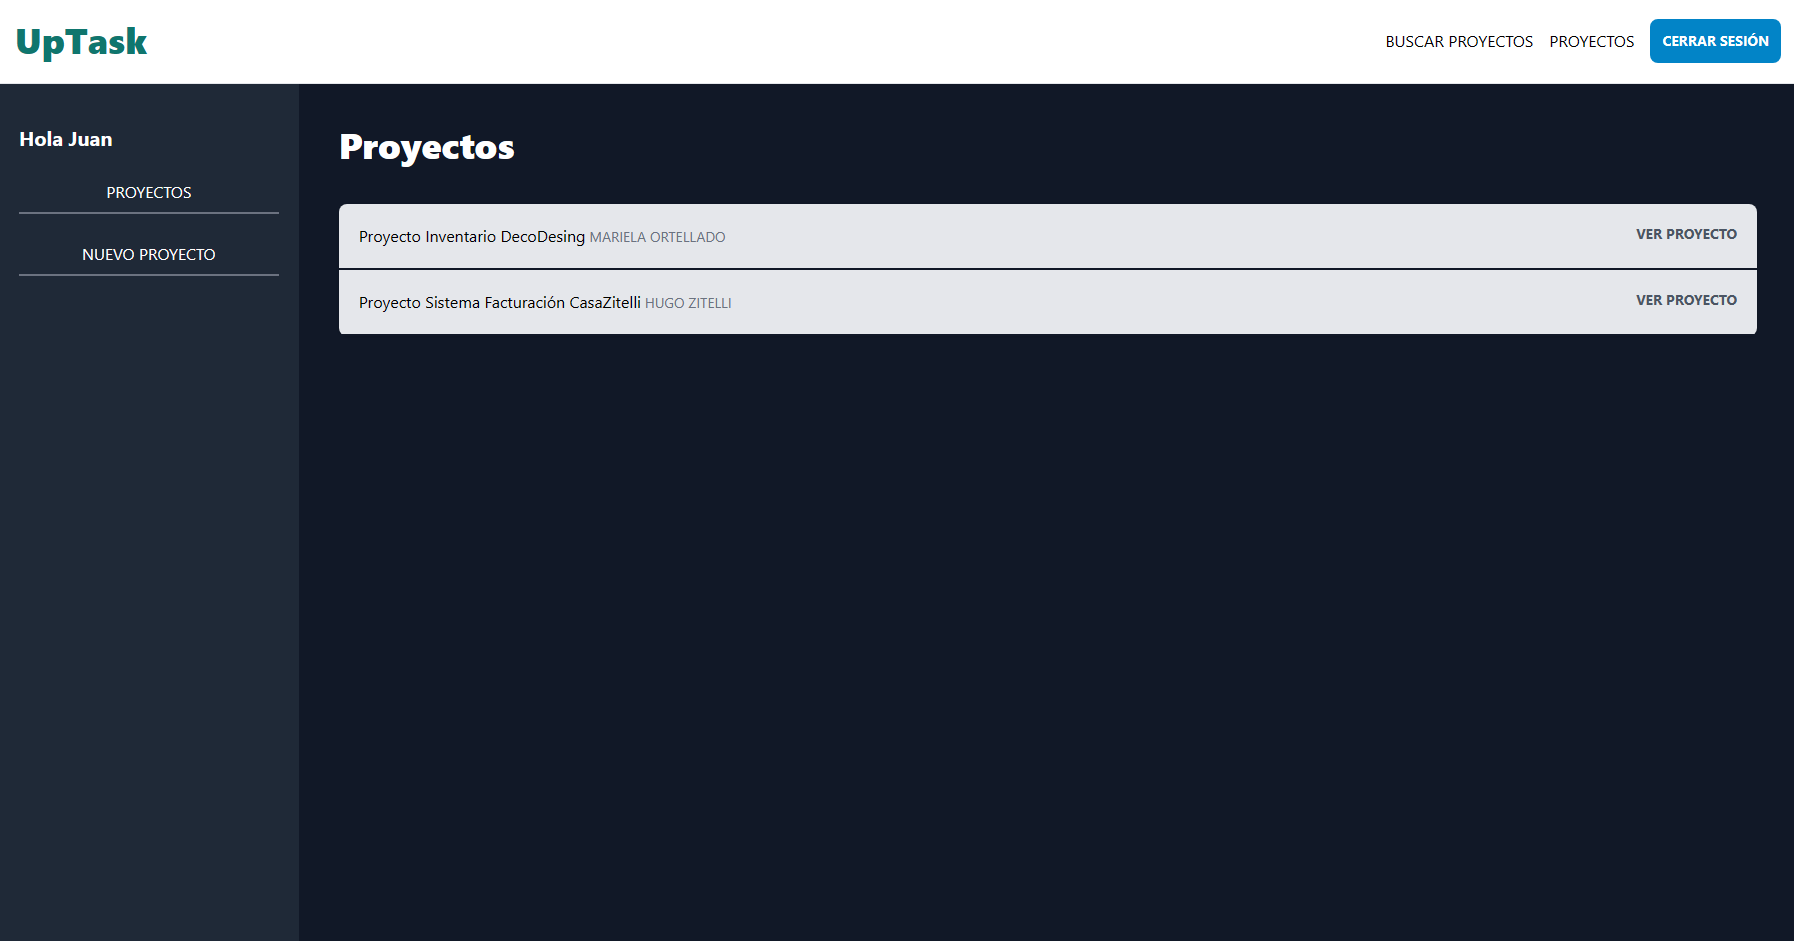 UpTask
BUSCAR PROYECTOS PROYECTOS CERRAR SESIÓN
Hola Juan
PROYECTOS
NUEVO PROYECTO
Proyectos
Proyecto Inventario DecoDesing MARIELA ORTELLADO VER PROYECTO
Proyecto Sistema Facturación CasaZitelli HUGO ZITELLI VER PROYECTO